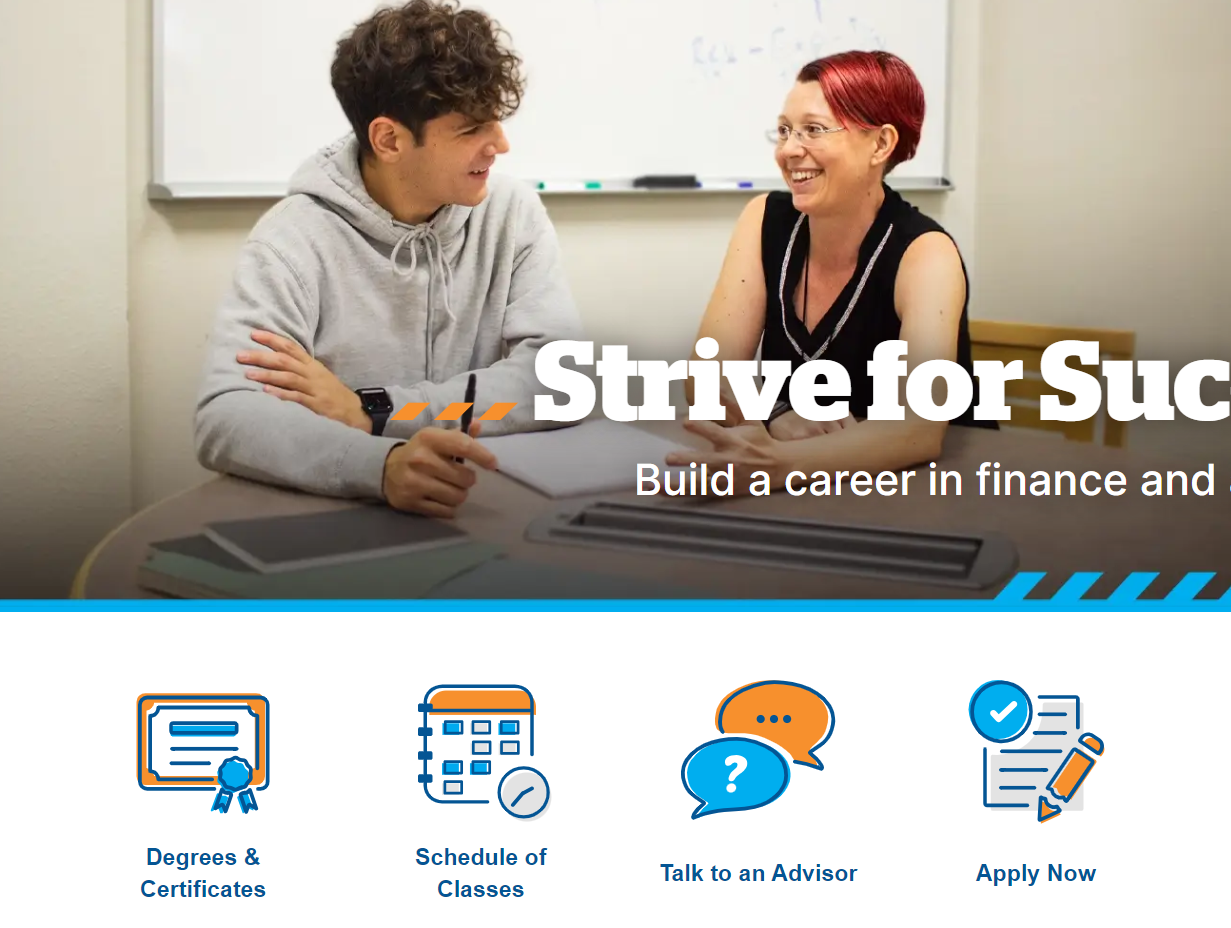 Strive for Suc
Build a career in finance and
?
Degrees &
Certificates
Schedule of
Classes
Talk to an Advisor
Apply Now